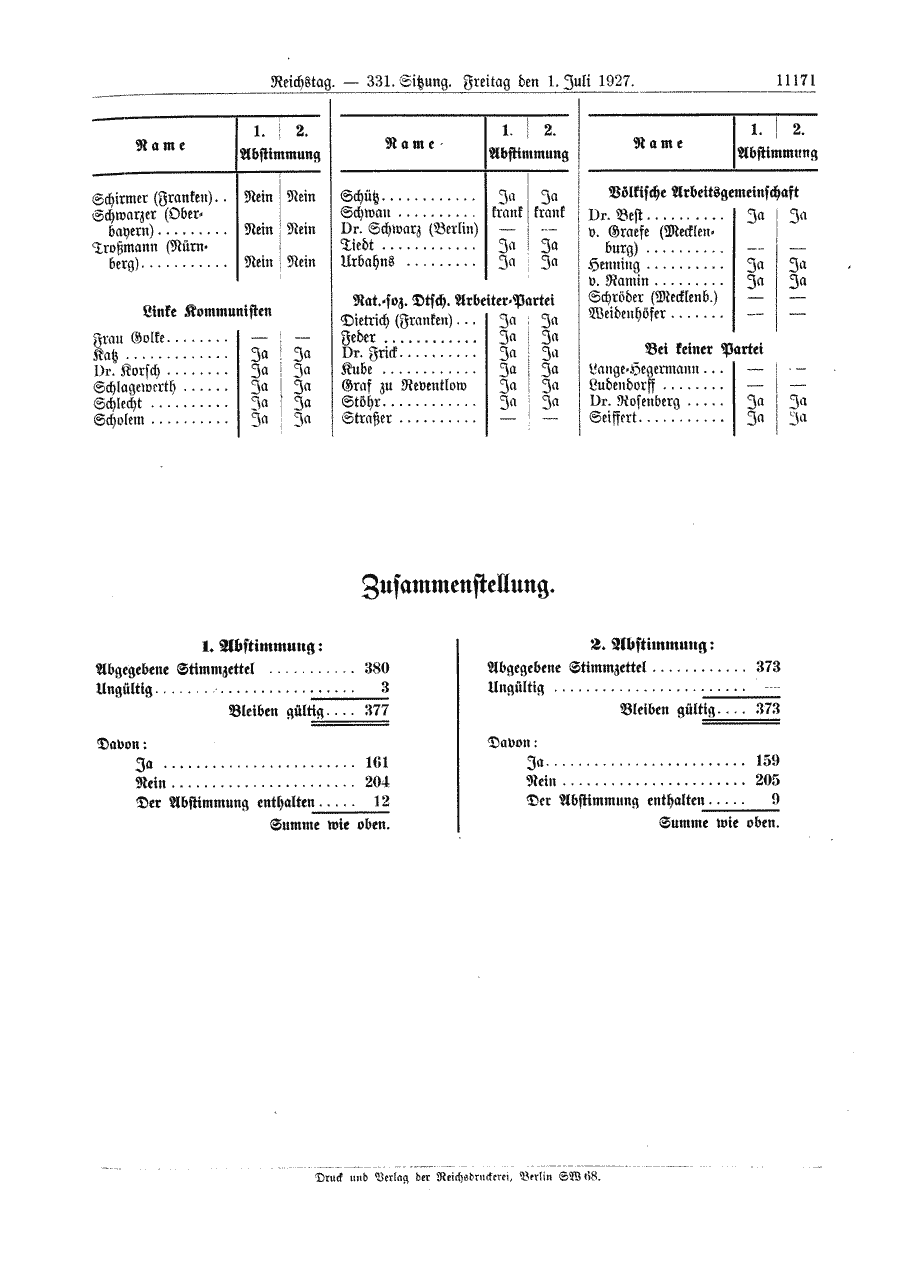 Reichstag. — 331. Sitzung. Freitag den 1. Juli 1927. 11171
Name 1. 2. Abstimmung
Schirmer (Franken) . . Nein Nein
Schwarzer (Ober-
bayern) . . . . . . . . . Nein Nein
Troßmann (Nürn-
berg) . . . . . . . . . . . Nein Nein
Linke Kommunisten
Frau Golke . . . . . . . . — —
Katz . . . . . . . . . . . . . Ja Ja
Dr. Korsch . . . . . . . . Ja Ja
Schlagewerth . . . . . . Ja Ja
Schlecht . . . . . . . . . . Ja Ja
Scholem . . . . . . . . . . Ja Ja
Name 1. 2. Abstimmung
Schütz . . . . . . . . . . . . Ja Ja
Schwan . . . . . . . . . . krank krank
Dr. Schwarz (Berlin) — —
Tiedt . . . . . . . . . . . . Ja Ja
Urbahns . . . . . . . . . Ja Ja
Nat.-soz. Dtsch. Arbeiter-Partei
Dietrich (Franken) . . . Ja Ja
Feder . . . . . . . . . . . . Ja Ja
Dr. Frick . . . . . . . . . . Ja Ja
Kube . . . . . . . . . . . . Ja Ja
Graf zu Reventlow Ja Ja
Stöhr . . . . . . . . . . . . Ja Ja
Straßer . . . . . . . . . . — —
Name 1. 2. Abstimmung
Völkische Arbeitsgemeinschaft
Dr. Best . . . . . . . . . . Ja Ja
v. Graefe (Mecklen-
burg) . . . . . . . . . . — —
Henning . . . . . . . . . . Ja Ja
v. Ramin . . . . . . . . . Ja Ja
Schröder (Mecklenb.) — —
Weidenhöfer . . . . . . . — —
Bei keiner Partei
Lange-Hegermann . . . — —
Ludendorff . . . . . . . . — —
Dr. Rosenberg . . . . . Ja Ja
Seiffert . . . . . . . . . . . Ja Ja
Zusammenstellung.
1. Abstimmung:
Abgegebene Stimmzettel . . . . . . . . . . . 380
Ungültig . . . . . . . . . . . . . . . . . . . . . . . . . 3
Bleiben gültig . . . . 377
Davon:
Ja . . . . . . . . . . . . . . . . . . . . . . . . 161
Nein . . . . . . . . . . . . . . . . . . . . . . . 204
Der Abstimmung enthalten . . . . . 12
Summe wie oben.
2. Abstimmung:
Abgegebene Stimmzettel . . . . . . . . . . . . 373
Ungültig . . . . . . . . . . . . . . . . . . . . . . . . —
Bleiben gültig . . . . 373
Davon:
Ja . . . . . . . . . . . . . . . . . . . . . . . . . 159
Nein . . . . . . . . . . . . . . . . . . . . . . . 205
Der Abstimmung enthalten . . . . . 9
Summe wie oben.
Druck und Verlag der Reichsdruckerei, Berlin SW 68.